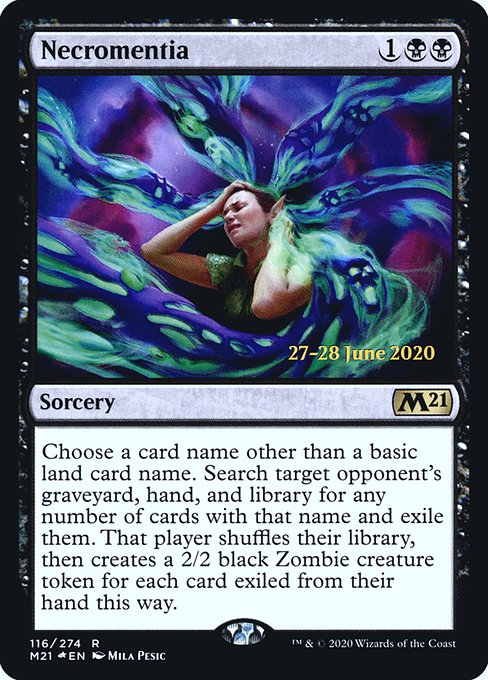 Necromentia 1
27–28 June 2020
Sorcery M21
Choose a card name other than a basic
land card name. Search target opponent's
graveyard, hand, and library for any
number of cards with that name and exile
them. That player shuffles their library,
then creates a 2/2 black Zombie creature
token for each card exiled from their
hand this way.
116/274 R
M21 ★ EN Mila Pesic
™ & © 2020 Wizards of the Coast